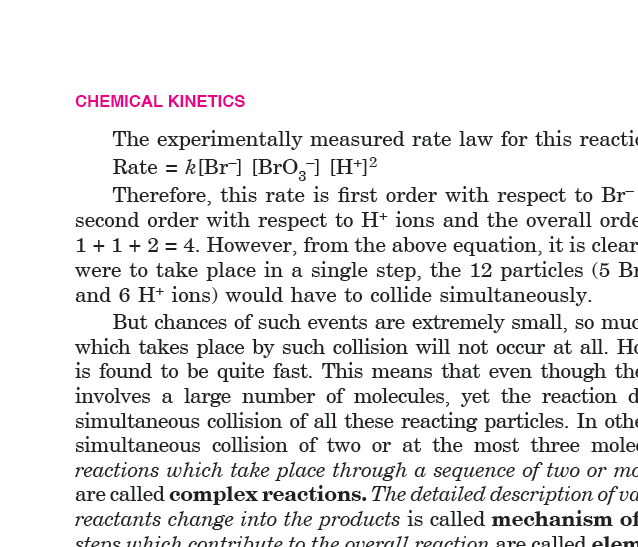 CHEMICAL KINETICS
The experimentally measured rate law for this reactio
Rate = k[Br⁻] [BrO₃⁻] [H⁺]²
Therefore, this rate is first order with respect to Br⁻
second order with respect to H⁺ ions and the overall orde
1 + 1 + 2 = 4. However, from the above equation, it is clear
were to take place in a single step, the 12 particles (5 Br
and 6 H⁺ ions) would have to collide simultaneously.
But chances of such events are extremely small, so muc
which takes place by such collision will not occur at all. Ho
is found to be quite fast. This means that even though the
involves a large number of molecules, yet the reaction d
simultaneous collision of all these reacting particles. In othe
simultaneous collision of two or at the most three molec
reactions which take place through a sequence of two or mo
are called complex reactions. The detailed description of va
reactants change into the products is called mechanism of
steps which contribute to the overall reaction are called elem